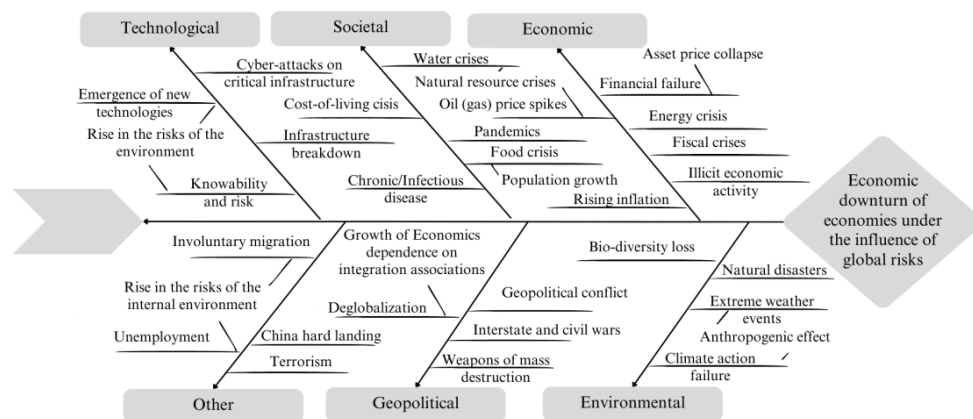 Technological
Societal
Economic
Cyber-attacks on
critical infrastructure
Emergence of new
technologies
Rise in the risks of the
environment
Infrastructure
breakdown
Knowability
and risk
Water crises
Natural resource crises
Cost-of-living cisis
Oil (gas) price spikes
Pandemics
Food crisis
Chronic/Infectious
disease
Population growth
Asset price collapse
Financial failure
Energy crisis
Fiscal crises
Illicit economic
activity
Rising inflation
Economic
downturn of
economies under
the influence of
global risks
Involuntary migration
Rise in the risks of the
internal environment
Unemployment
China hard landing
Terrorism
Growth of Economics
dependence on
integration associations
Deglobalization
Geopolitical conflict
Interstate and civil wars
Weapons of mass
destruction
Bio-diversity loss
Natural disasters
Extreme weather
events
Anthropogenic effect
Climate action
failure
Other
Geopolitical
Environmental